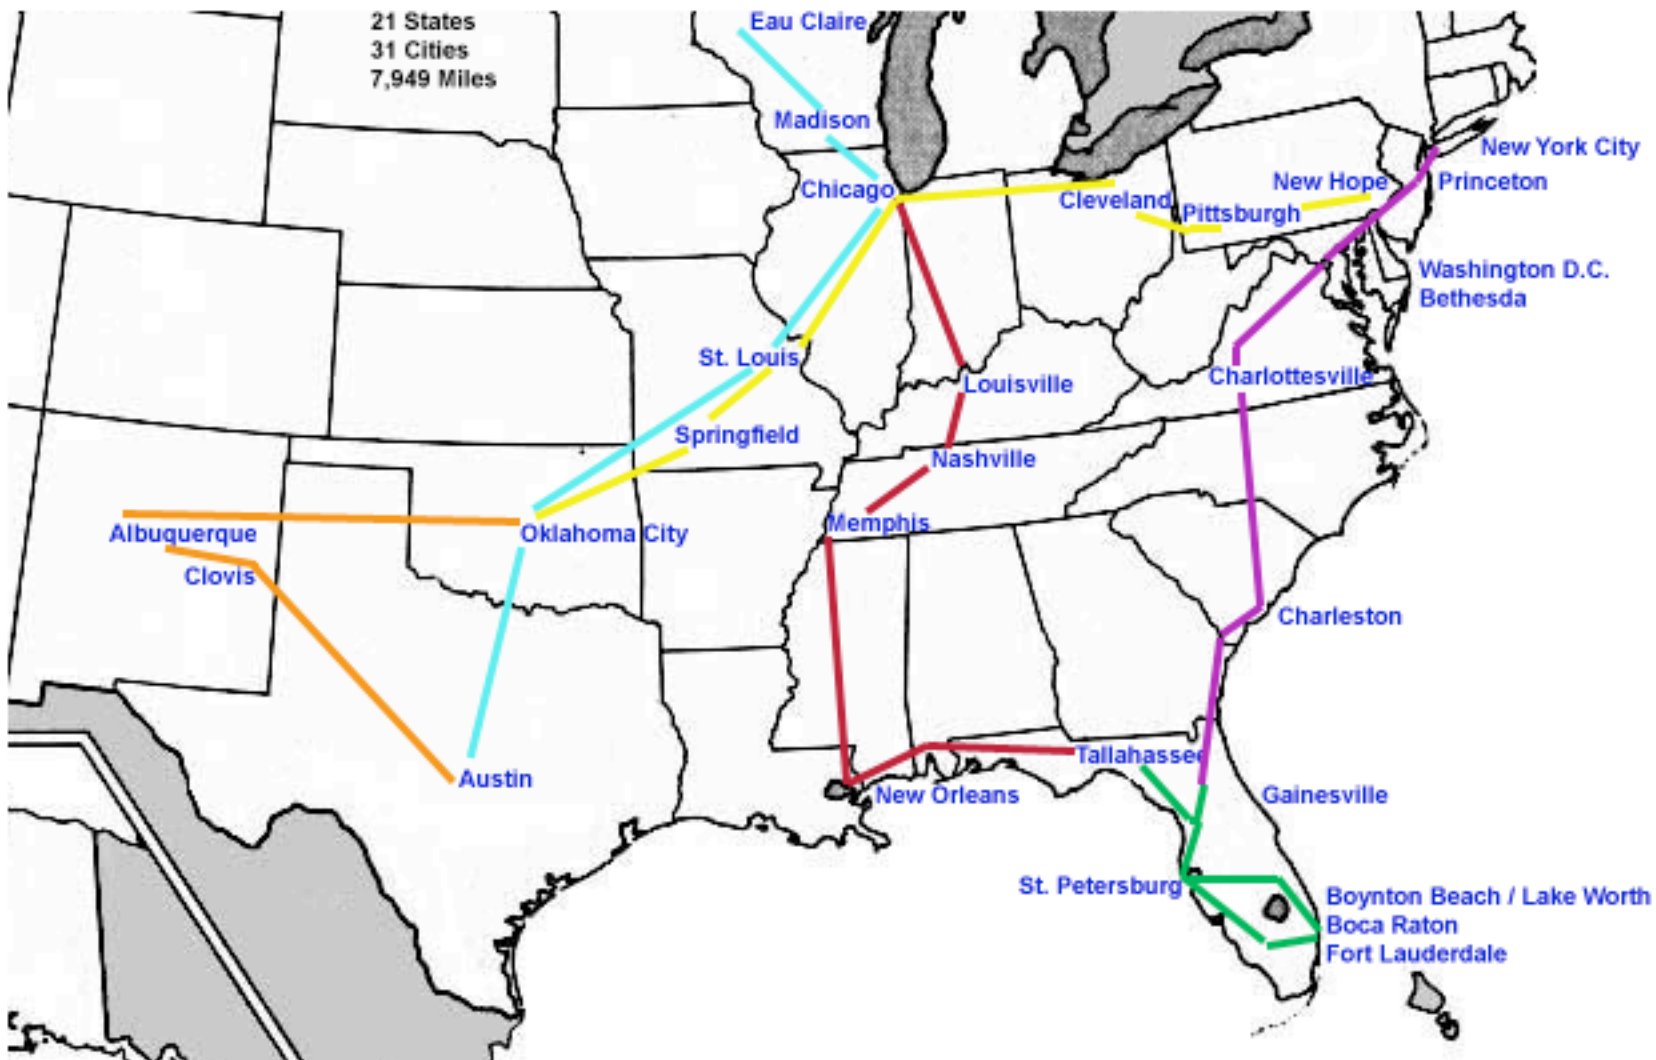 21 States
31 Cities
7,949 Miles
Eau Claire
Madison
Chicago
New York City
New Hope
Princeton
Cleveland
Pittsburgh
Washington D.C.
Bethesda
St. Louis
Louisville
Charlottesville
Springfield
Nashville
Memphis
Albuquerque
Oklahoma City
Clovis
Charleston
Austin
Tallahassee
New Orleans
Gainesville
St. Petersburg
Boynton Beach / Lake Worth
Boca Raton
Fort Lauderdale